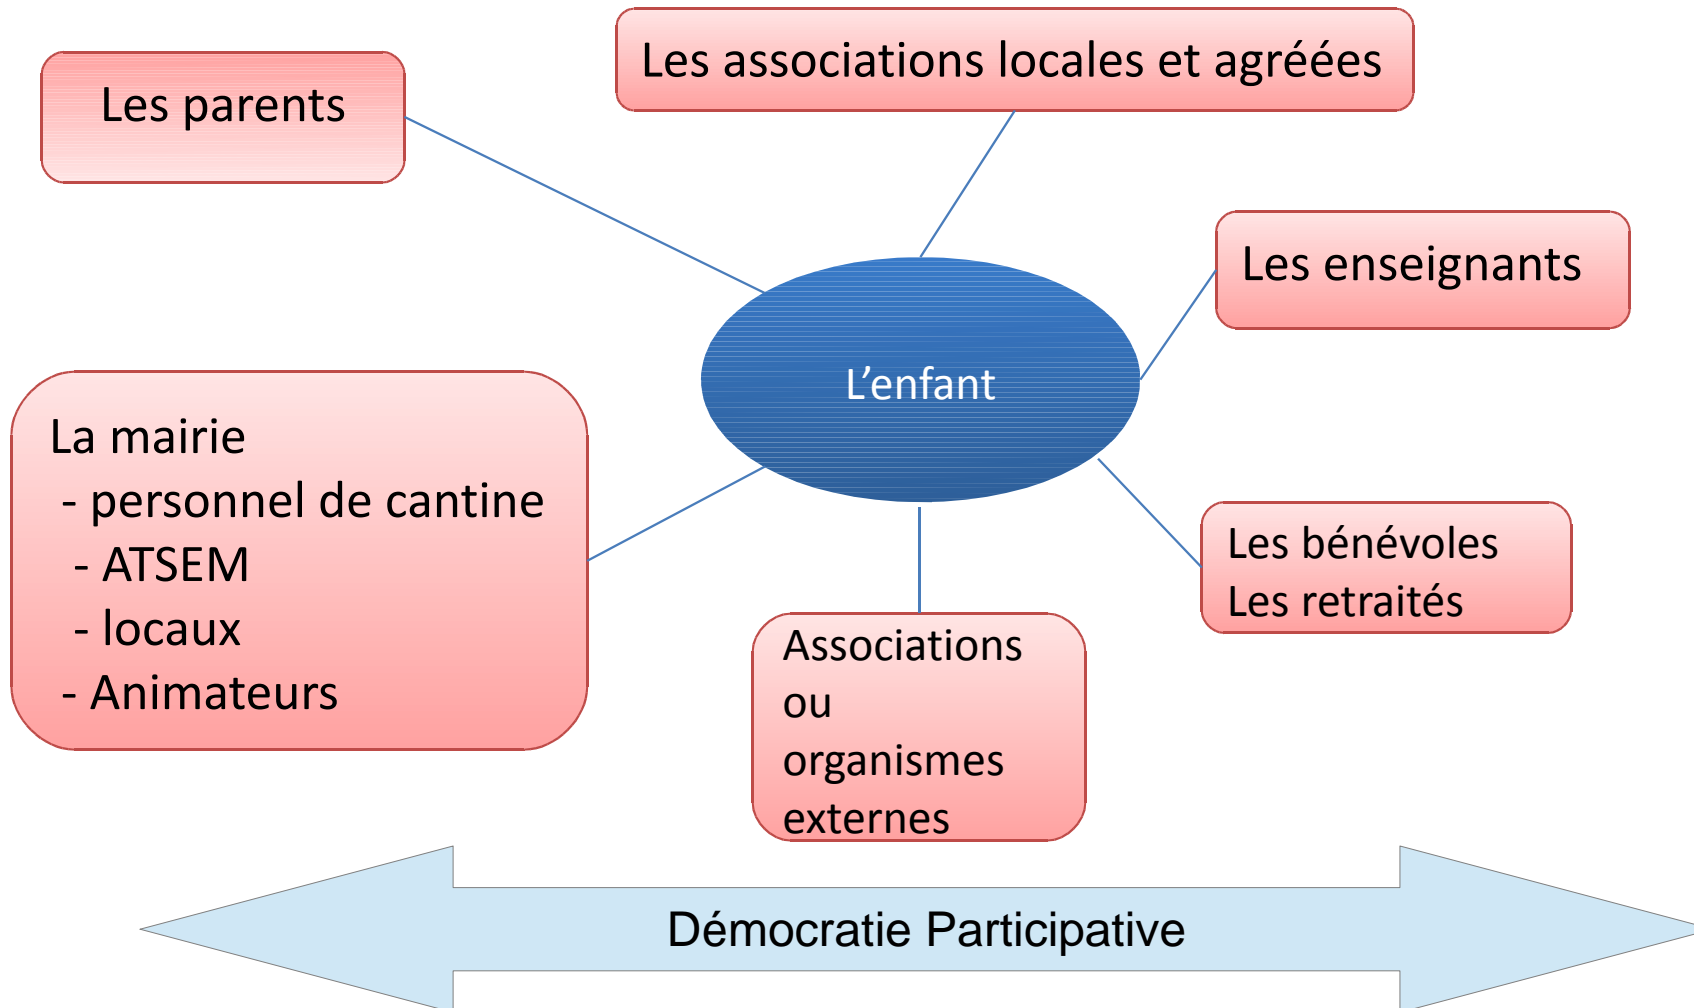 Les associations locales et agréées
Les parents
Les enseignants
L’enfant
La mairie
- personnel de cantine
- ATSEM
- locaux
- Animateurs
Les bénévoles
Les retraités
Associations
ou
organismes
externes
Démocratie Participative